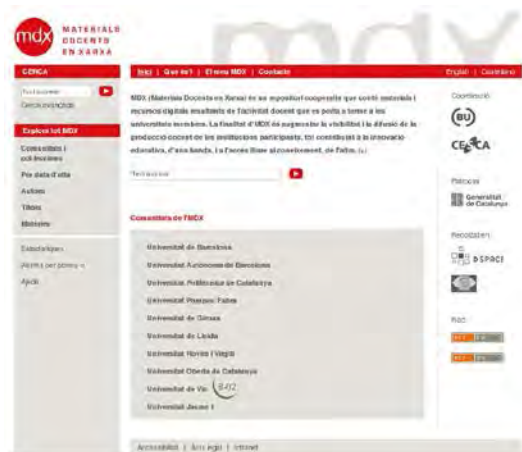 mdx
MATERIALS
DOCENTS
EN XARXA
mdx
CERCA
Inici | Què és? | El meu MDX | Contacte
English | Castellano
Cerca avançada
MDX (Materials Docents en Xarxa) és un repositori cooperatiu que conté materials i
recursos digitals resultants de l'activitat docent que es porta a terme a les
universitats membres. La finalitat d'MDX és augmentar la visibilitat i la difusió de la
producció docent de les institucions participants, tot contribuint a la innovació
educativa, d'una banda, i a l'accés lliure al coneixement, de l'altra.
Explora tot MDX
Comunitats i
col·leccions
Per data d'
Autors
Títols
Matèries
Estadístiques
Ajuda
Comunitats de l'MDX
Universitat de Barcelona
Universitat Autònoma de Barcelona
Universitat Politècnica de Catalunya
Universitat Pompeu Fabra
Universitat de Girona
Universitat de Lleida
Universitat Rovira i Virgili
Universitat Oberta de Catalunya
Universitat de Vic
Universitat Jaume I
Coordinació
CESCA
Patrocini
Generalitat
de Catalunya
DSPACE
RSS
Accessibilitat | Avís legal | Intranet